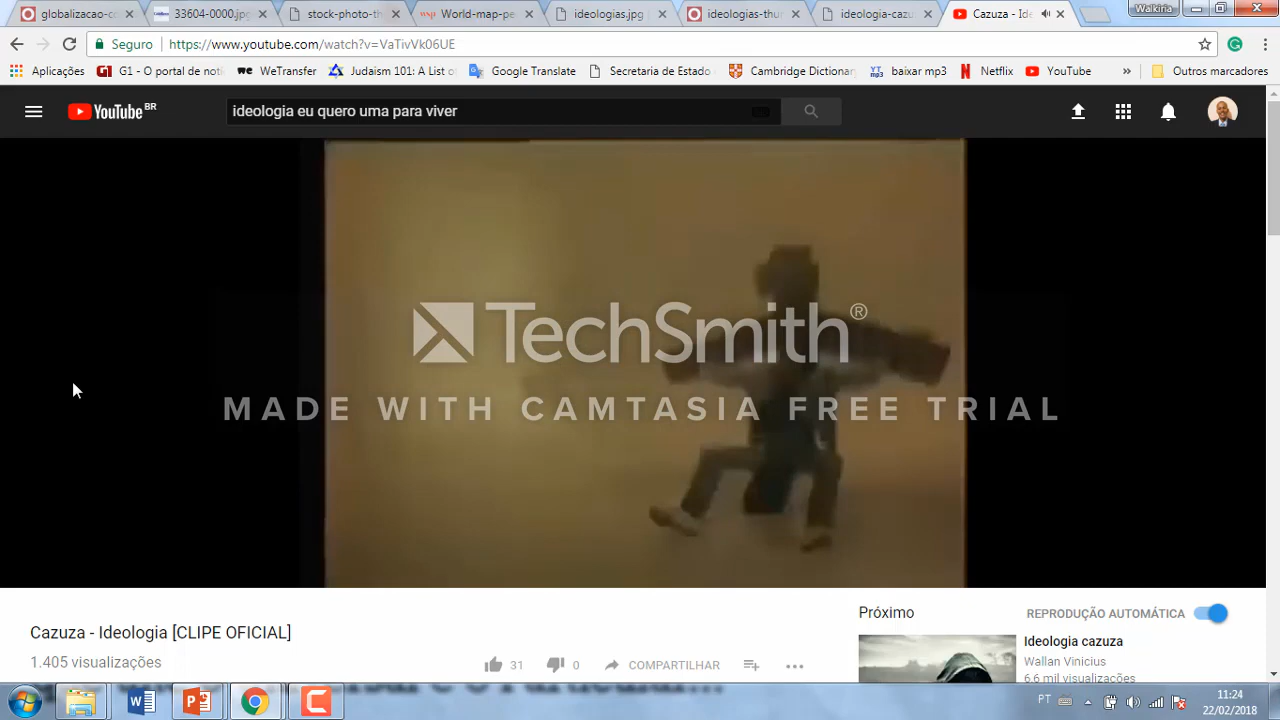 globalizacao-co
33604-0000.jpg
stock-photo-th
World-map-pe
ideologias.jpg
ideologias-thu
ideologia-cazu
Cazuza - Ide
Walkiria
Seguro
https://www.youtube.com/watch?v=VaTivVk06UE
Aplicações
G1 - O portal de noti
WeTransfer
Judaism 101: A List o
Google Translate
Secretaria de Estado
Cambridge Dictionar
baixar mp3
Netflix
YouTube
»
Outros marcadores
YouTube BR
ideologia eu quero uma para viver
TechSmith®
MADE WITH CAMTASIA FREE TRIAL
Próximo
REPRODUÇÃO AUTOMÁTICA
Cazuza - Ideologia [CLIPE OFICIAL]
Ideologia cazuza
Wallan Vinicius
1.405 visualizações
31
0
COMPARTILHAR
6,6 mil visualizações
PT
11:24
22/02/2018